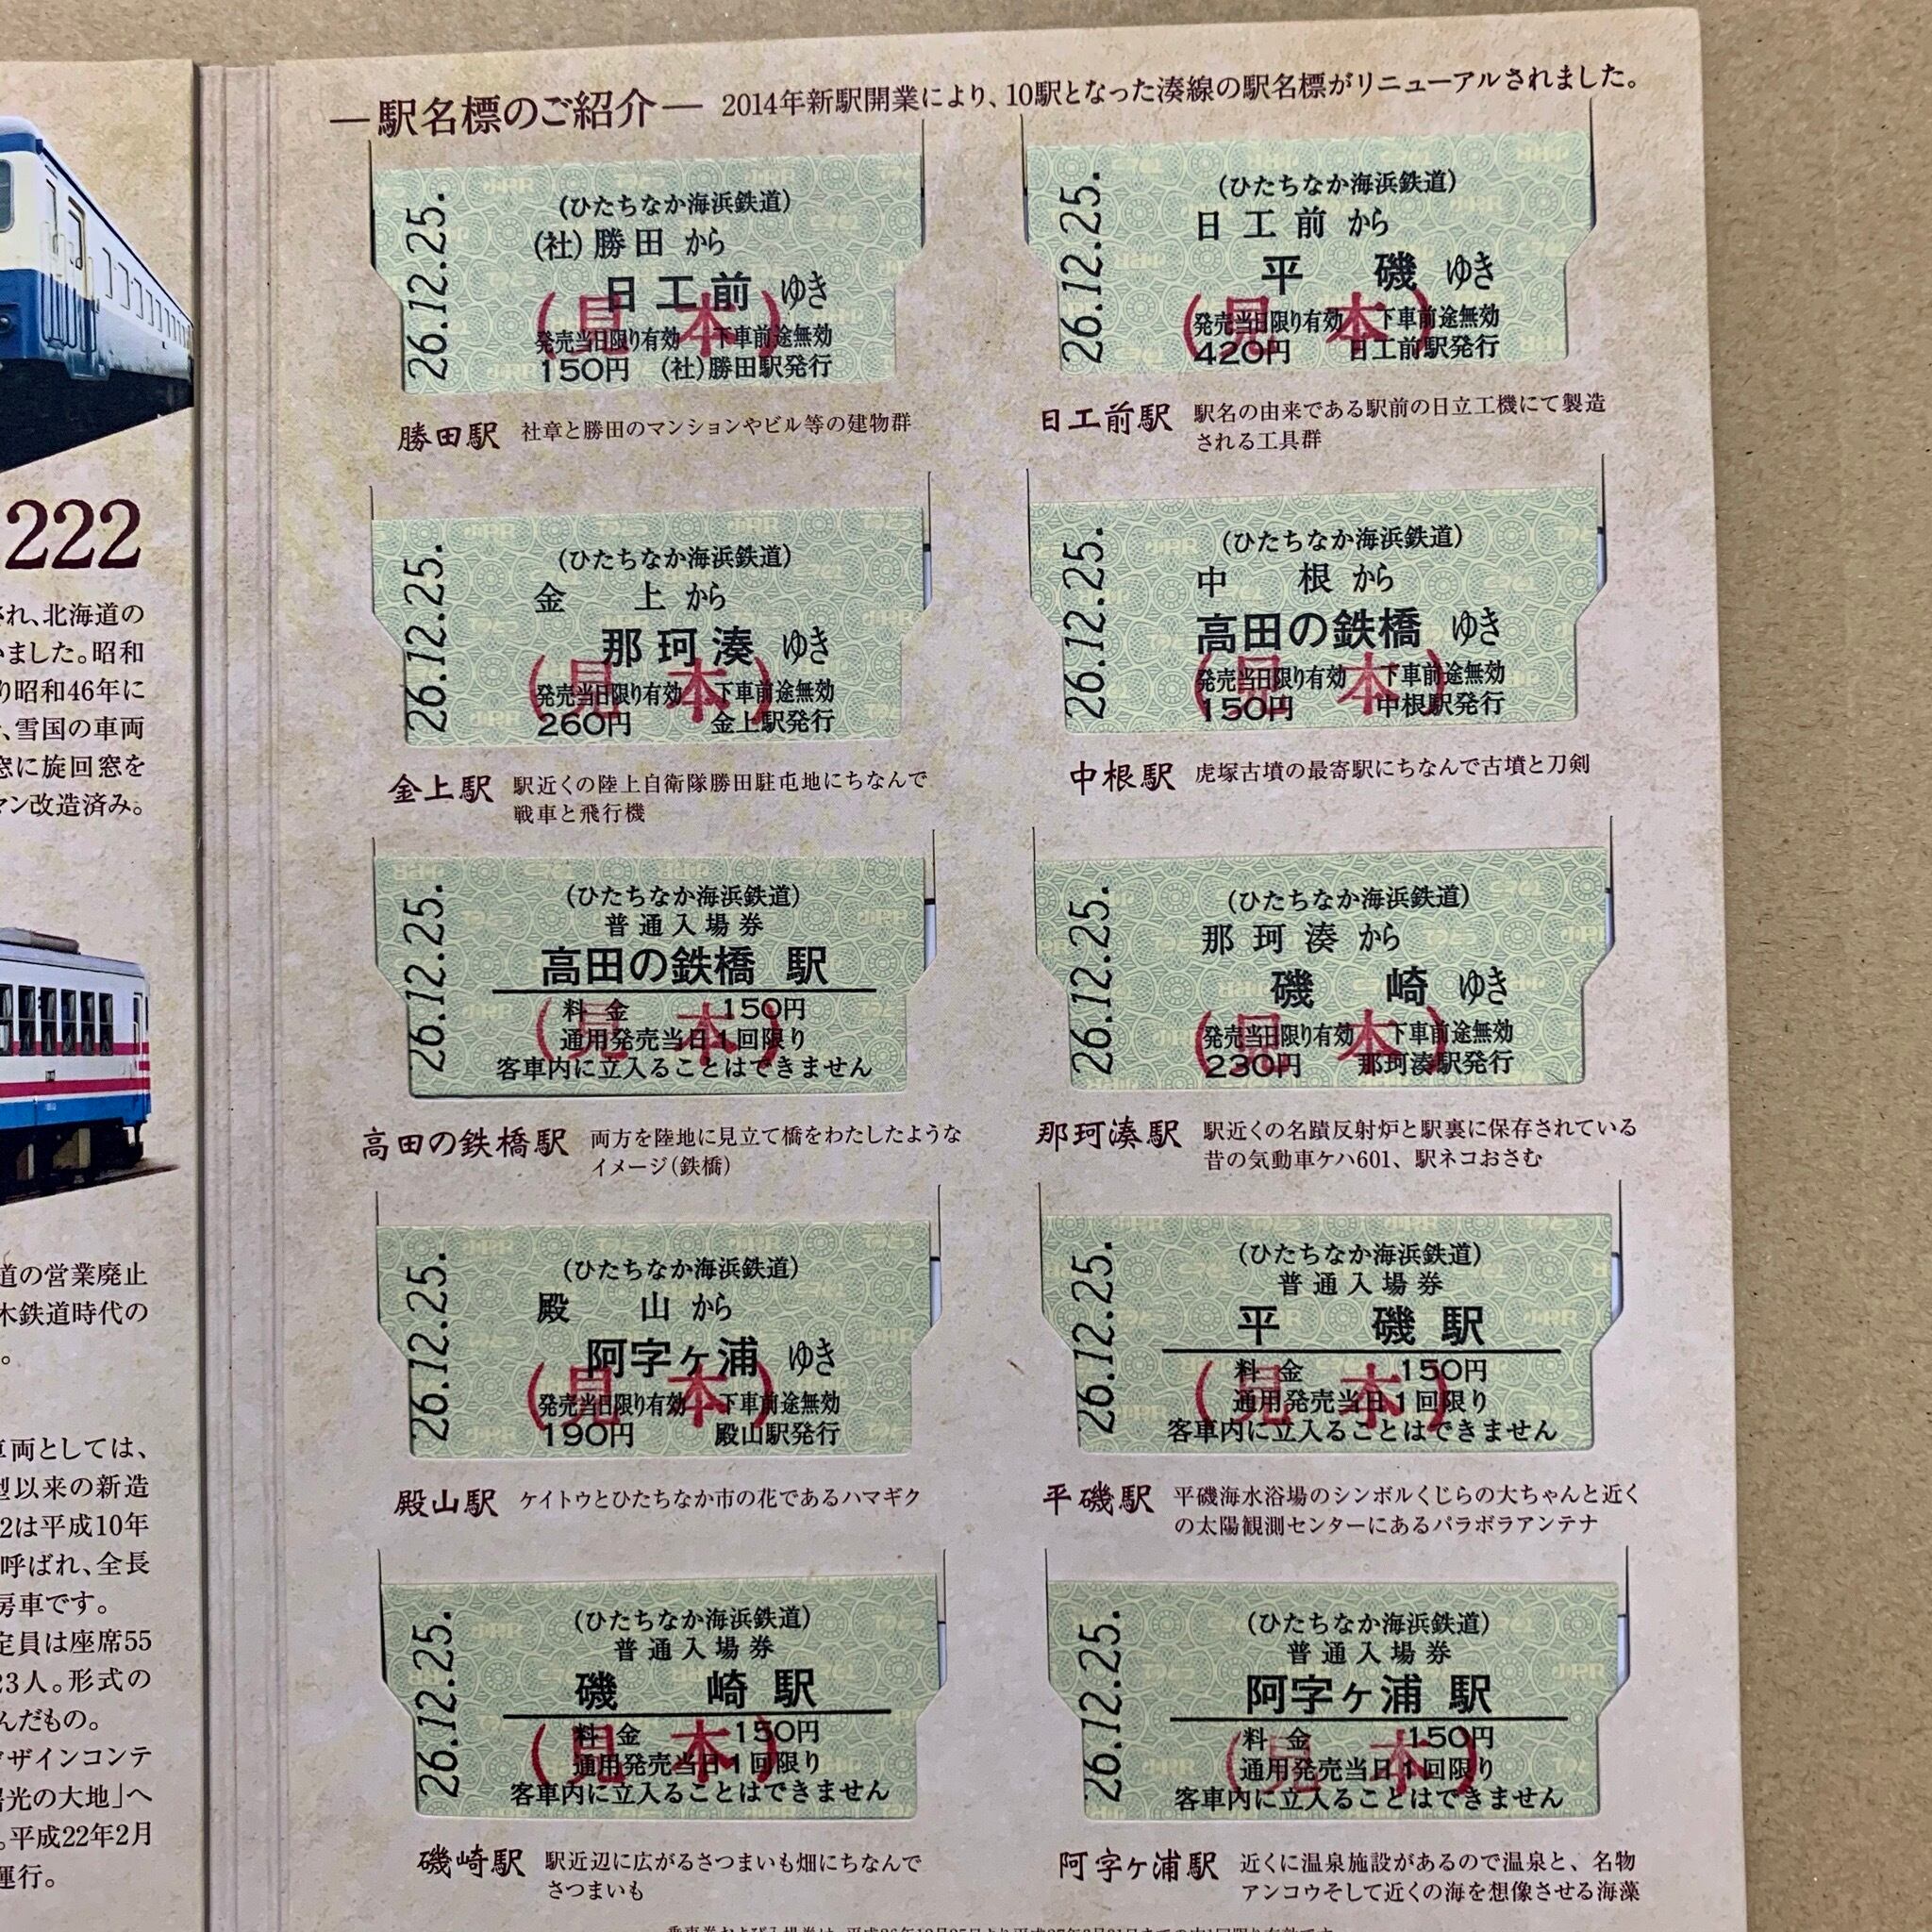 222
され、北海道の
いました。昭和
り昭和46年に
、雪国の車両
窓に旋回窓を
マン改造済み。
道の営業廃止
木鉄道時代の
。
車両としては、
型以来の新造
2は平成10年
呼ばれ、全長
房車です。
定員は座席55
23人。形式の
んだもの。
デザインコンテ
陽光の大地」へ
。平成22年2月
運行。
―駅名標のご紹介― 2014年新駅開業により、10駅となった湊線の駅名標がリニューアルされました。
26.12.25.
(ひたちなか海浜鉄道)
(社)勝田 から
日工前 ゆき
(見本)
発売当日限り有効 下車前途無効
150円 (社)勝田駅発行
勝田駅 社章と勝田のマンションやビル等の建物群
26.12.25.
(ひたちなか海浜鉄道)
日工前 から
平磯 ゆき
(見本)
発売当日限り有効 下車前途無効
420円 日工前駅発行
日工前駅 駅名の由来である駅前の日立工機にて製造
される工具群
26.12.25.
(ひたちなか海浜鉄道)
金上 から
那珂湊 ゆき
(見本)
発売当日限り有効 下車前途無効
260円 金上駅発行
金上駅 駅近くの陸上自衛隊勝田駐屯地にちなんで
戦車と飛行機
26.12.25.
(ひたちなか海浜鉄道)
中根 から
高田の鉄橋 ゆき
(見本)
発売当日限り有効 下車前途無効
150円 中根駅発行
中根駅 虎塚古墳の最寄駅にちなんで古墳と刀剣
26.12.25.
(ひたちなか海浜鉄道)
普通入場券
高田の鉄橋 駅
(見本)
料金 150円
通用発売当日1回限り
客車内に立入ることはできません
高田の鉄橋駅 両方を陸地に見立て橋をわたしたような
イメージ(鉄橋)
26.12.25.
(ひたちなか海浜鉄道)
那珂湊 から
磯崎 ゆき
(見本)
発売当日限り有効 下車前途無効
230円 那珂湊駅発行
那珂湊駅 駅近くの名蹟反射炉と駅裏に保存されている
昔の気動車ケハ601、駅ネコおさむ
26.12.25.
(ひたちなか海浜鉄道)
殿山 から
阿字ヶ浦 ゆき
(見本)
発売当日限り有効 下車前途無効
190円 殿山駅発行
殿山駅 ケイトウとひたちなか市の花であるハマギク
26.12.25.
(ひたちなか海浜鉄道)
普通入場券
平磯駅
(見本)
料金 150円
通用発売当日1回限り
客車内に立入ることはできません
平磯駅 平磯海水浴場のシンボルくじらの大ちゃんと近く
の太陽観測センターにあるパラボラアンテナ
26.12.25.
(ひたちなか海浜鉄道)
普通入場券
磯崎駅
(見本)
料金 150円
通用発売当日1回限り
客車内に立入ることはできません
磯崎駅 駅近辺に広がるさつまいも畑にちなんで
さつまいも
26.12.25.
(ひたちなか海浜鉄道)
普通入場券
阿字ヶ浦 駅
(見本)
料金 150円
通用発売当日1回限り
客車内に立入ることはできません
阿字ヶ浦駅 近くに温泉施設があるので温泉と、名物
アンコウそして近くの海を想像させる海藻